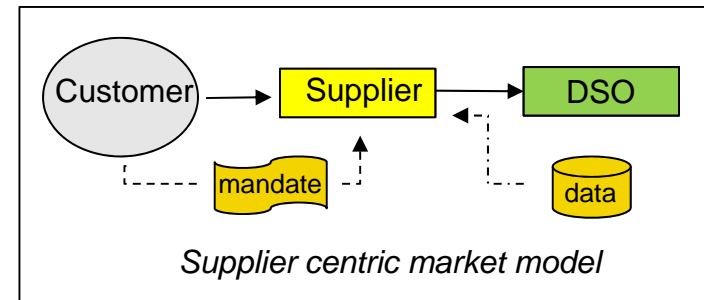 Customer
Supplier
DSO
mandate
data
Supplier centric market model